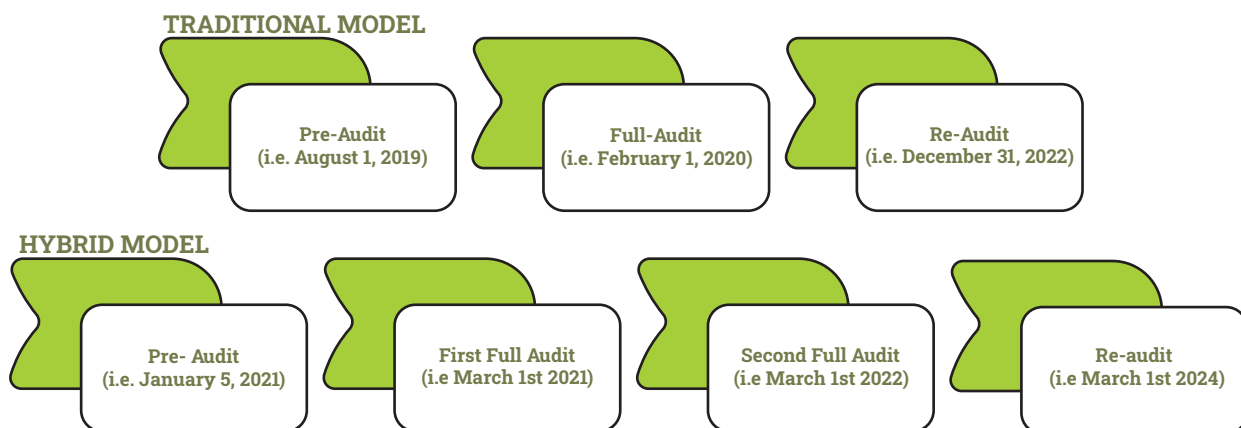 TRADITIONAL MODEL
Pre-Audit
(i.e. August 1, 2019)
Full-Audit
(i.e. February 1, 2020)
Re-Audit
(i.e. December 31, 2022)
HYBRID MODEL
Pre- Audit
(i.e. January 5, 2021)
First Full Audit
(i.e March 1st 2021)
Second Full Audit
(i.e March 1st 2022)
Re-audit
(i.e March 1st 2024)